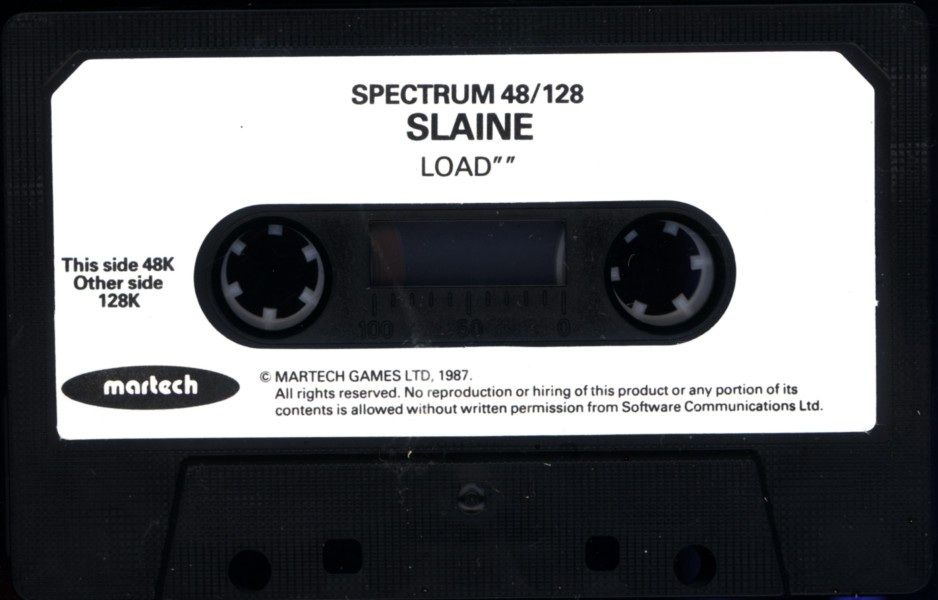 SPECTRUM 48/128
SLAINE
LOAD””
This side 48K
Other side
128K
100 50 0
martech
© MARTECH GAMES LTD, 1987.
All rights reserved. No reproduction or hiring of this product or any portion of its
contents is allowed without written permission from Software Communications Ltd.